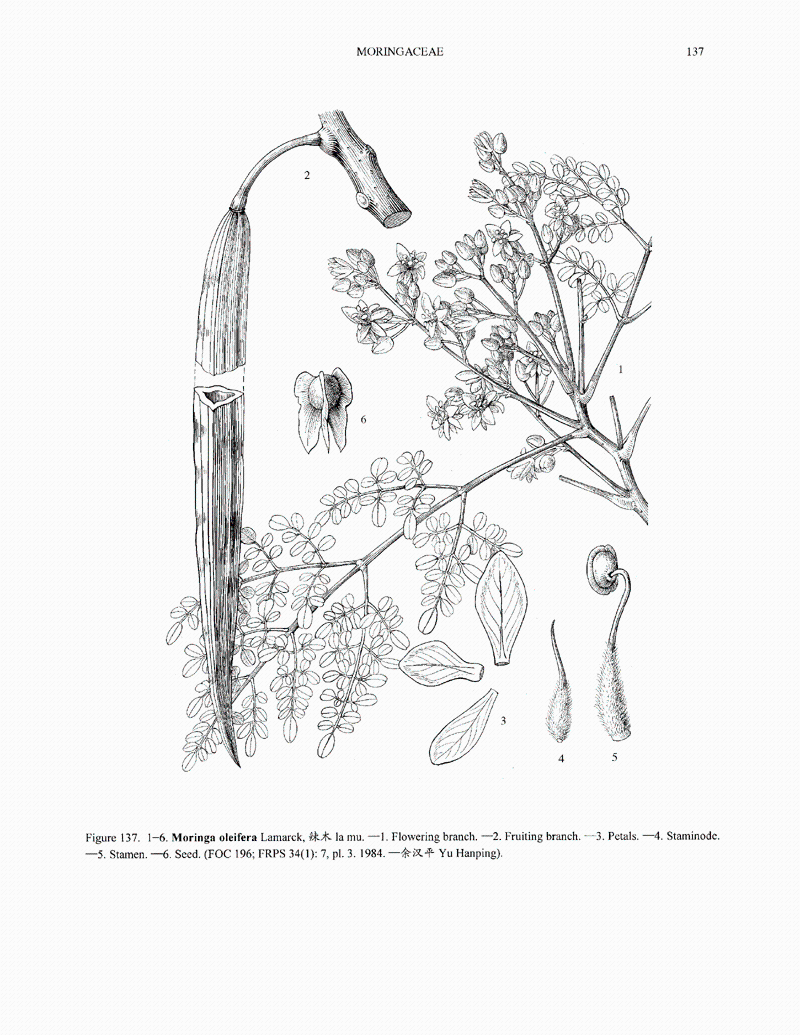 MORINGACEAE 137
2
1
6
3
4 5
Figure 137. 1–6. Moringa oleifera Lamarck, 辣木 la mu. —1. Flowering branch. —2. Fruiting branch. —3. Petals. —4. Staminode.
—5. Stamen. —6. Seed. (FOC 196; FRPS 34(1): 7, pl. 3. 1984. —余汉平 Yu Hanping).